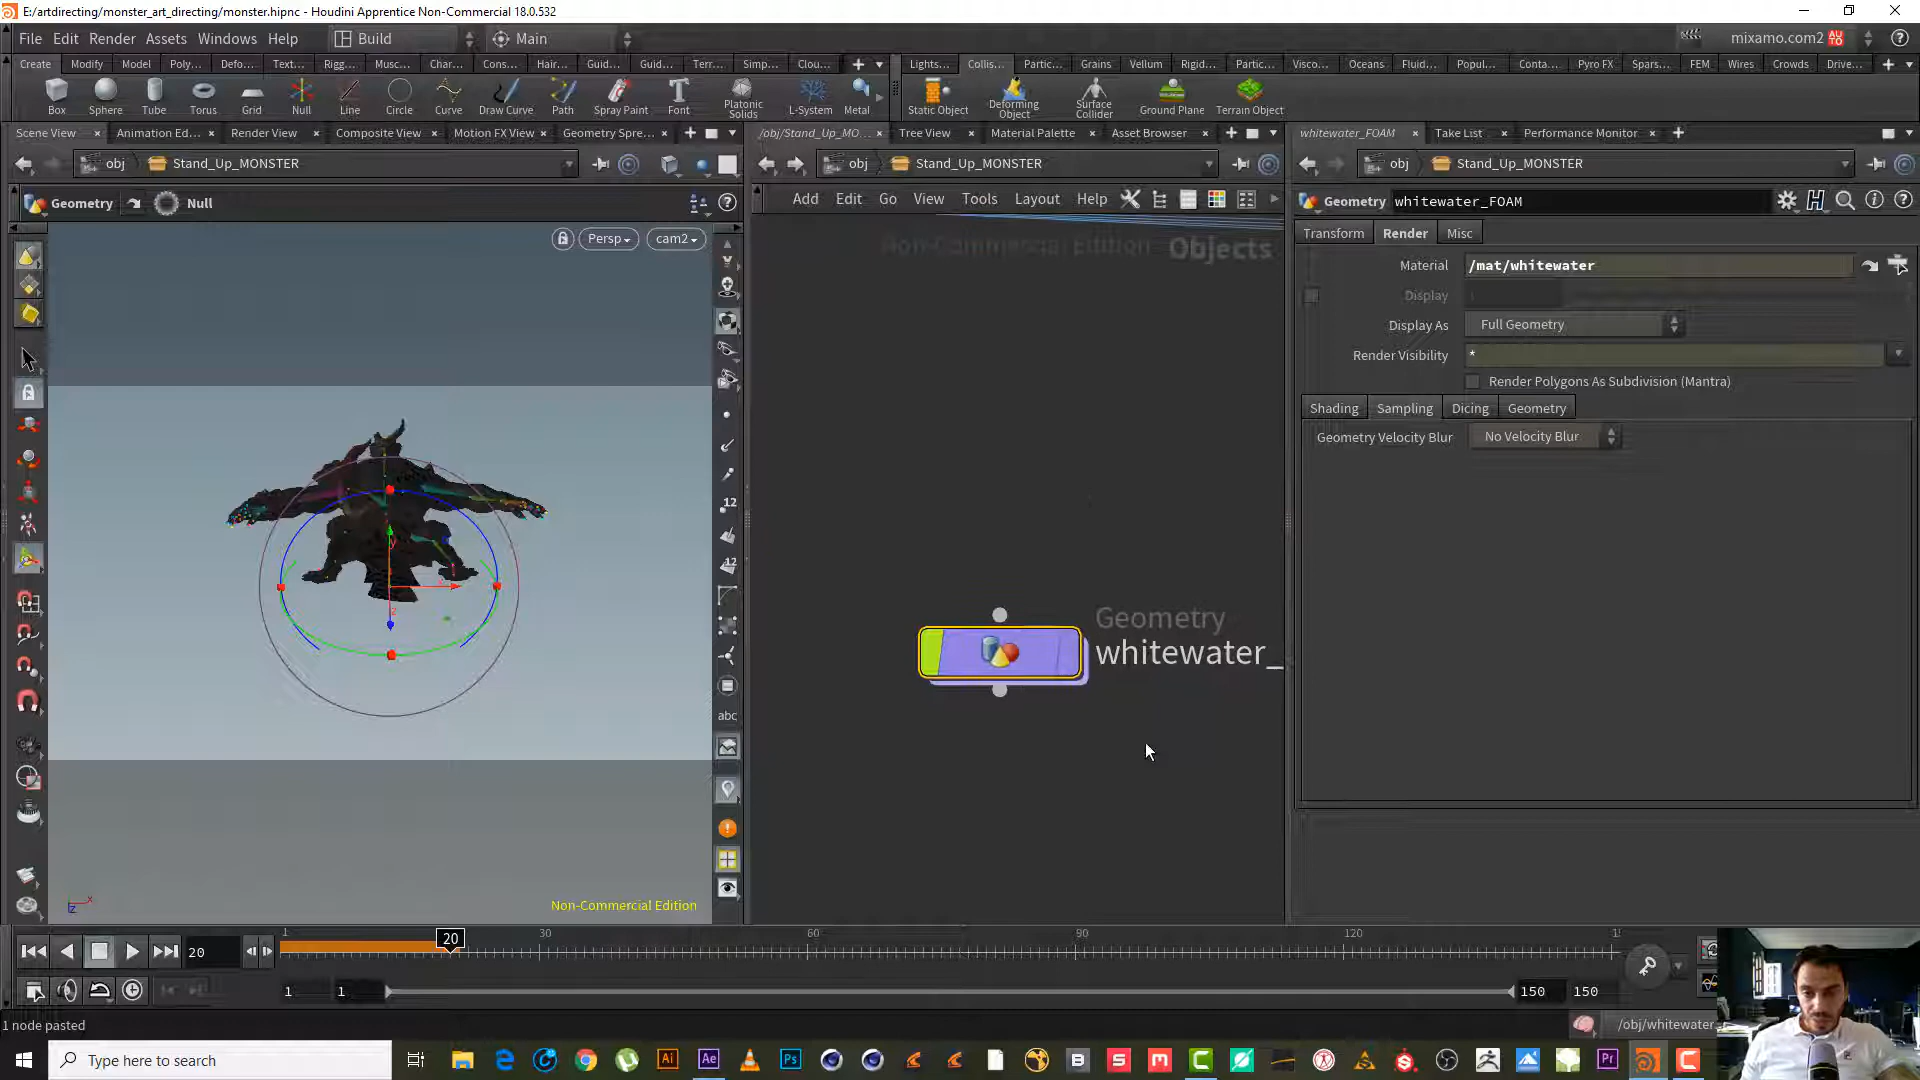 E:/artdirecting/monster_art_directing/monster.hipnc - Houdini Apprentice Non-Commercial 18.0.532
File Edit Render Assets Windows Help Build Main mixamo.com2 AUTO
Create Modify Model Poly... Defo... Text... Rigg... Musc... Char... Cons... Hair... Guid... Guid... Terr... Simp... Clou...
Lights... Collis... Partic... Grains Vellum Rigid... Partic... Visco... Oceans Fluid... Popul... Conta... Pyro FX Spars... FEM Wires Crowds Drive...
Box Sphere Tube Torus Grid Null Line Circle Curve Draw Curve Path Spray Paint Font Platonic Solids L-System Metal
Static Object Deforming Object Surface Collider Ground Plane Terrain Object
Scene View Animation Ed... Render View Composite View Motion FX View Geometry Spre...
/obj/Stand_Up_MO... Tree View Material Palette Asset Browser
whitewater_FOAM Take List Performance Monitor
obj Stand_Up_MONSTER
obj Stand_Up_MONSTER
obj Stand_Up_MONSTER
Geometry Null
Add Edit Go View Tools Layout Help
Geometry whitewater_FOAM
Persp cam2
Non-Commercial Edition Objects
Transform Render Misc
Material /mat/whitewater
Display
Display As Full Geometry
Render Visibility *
Render Polygons As Subdivision (Mantra)
Shading Sampling Dicing Geometry
Geometry Velocity Blur No Velocity Blur
12
12
abc
Geometry
whitewater_
Non-Commercial Edition
20
1 20 30 60 90 120
1 1 150 150
1 node pasted
/obj/whitewater
Type here to search